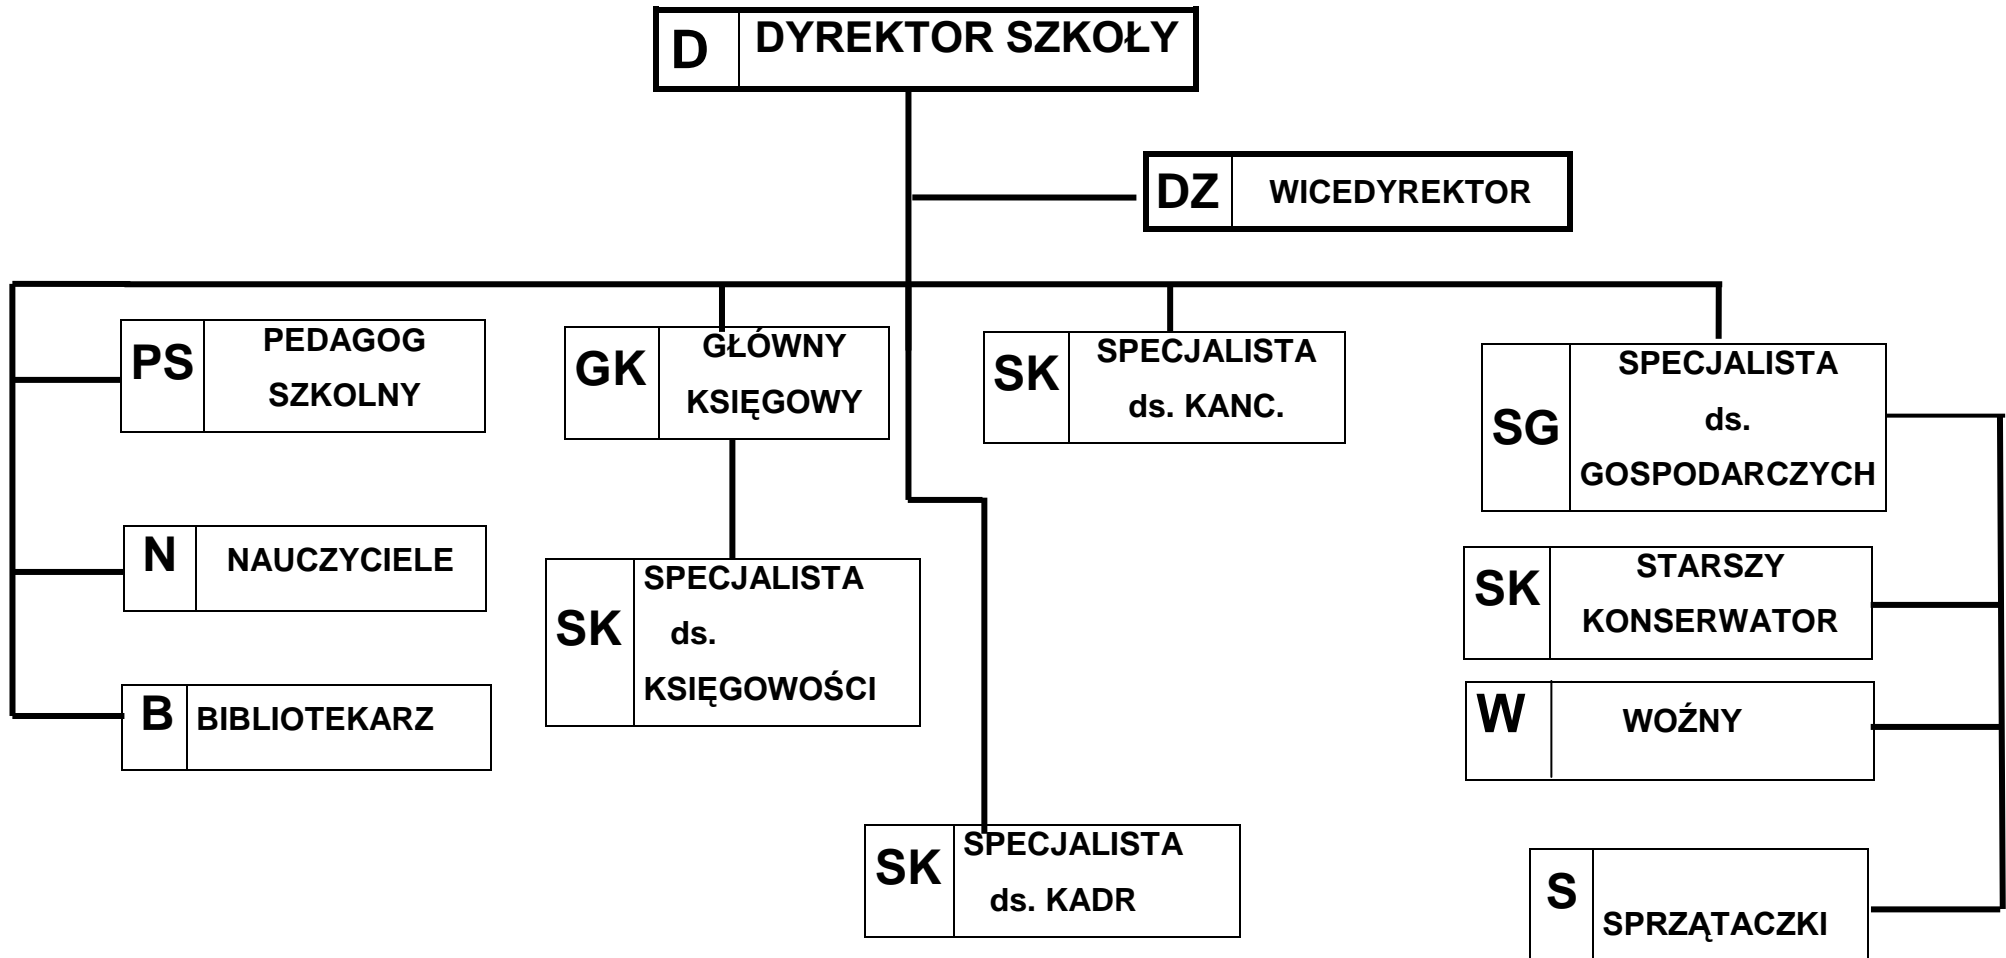 D DYREKTOR SZKOŁY
DZ WICEDYREKTOR
PS PEDAGOG
SZKOLNY
GK GŁÓWNY
KSIĘGOWY
SK SPECJALISTA
ds. KANC.
SG SPECJALISTA
ds.
GOSPODARCZYCH
N NAUCZYCIELE
SK SPECJALISTA
ds.
KSIĘGOWOŚCI
SK STARSZY
KONSERWATOR
B BIBLIOTEKARZ
W WOŹNY
SK SPECJALISTA
ds. KADR
S
SPRZĄTACZKI